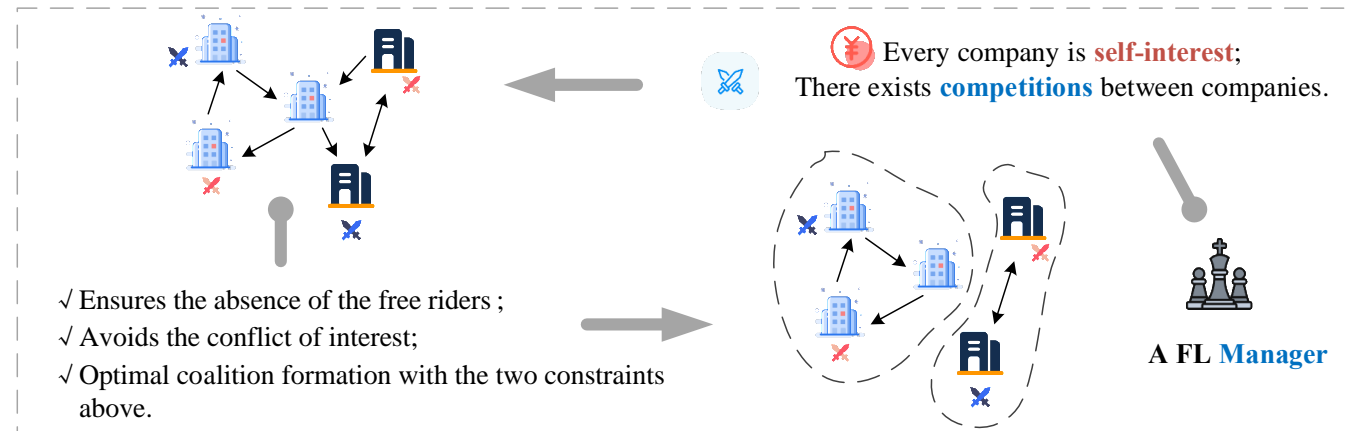 ¥ Every company is self-interest;
There exists competitions between companies.
√ Ensures the absence of the free riders ;
√ Avoids the conflict of interest;
√ Optimal coalition formation with the two constraints
above.
A FL Manager